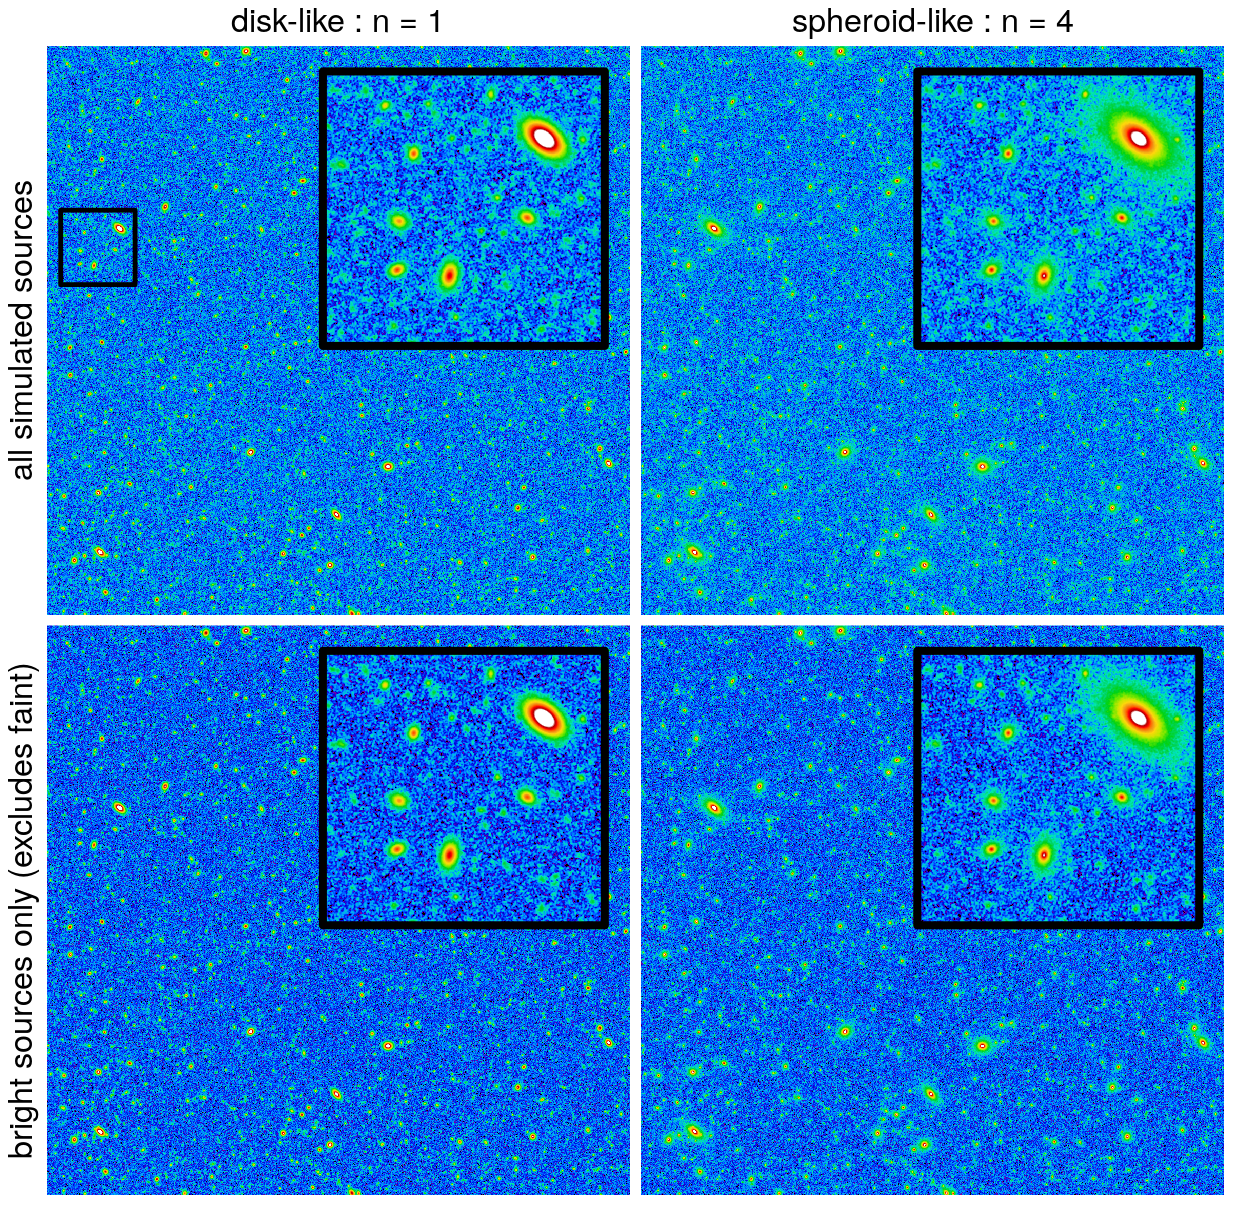 disk-like : n = 1
spheroid-like : n = 4
all simulated sources
bright sources only (excludes faint)